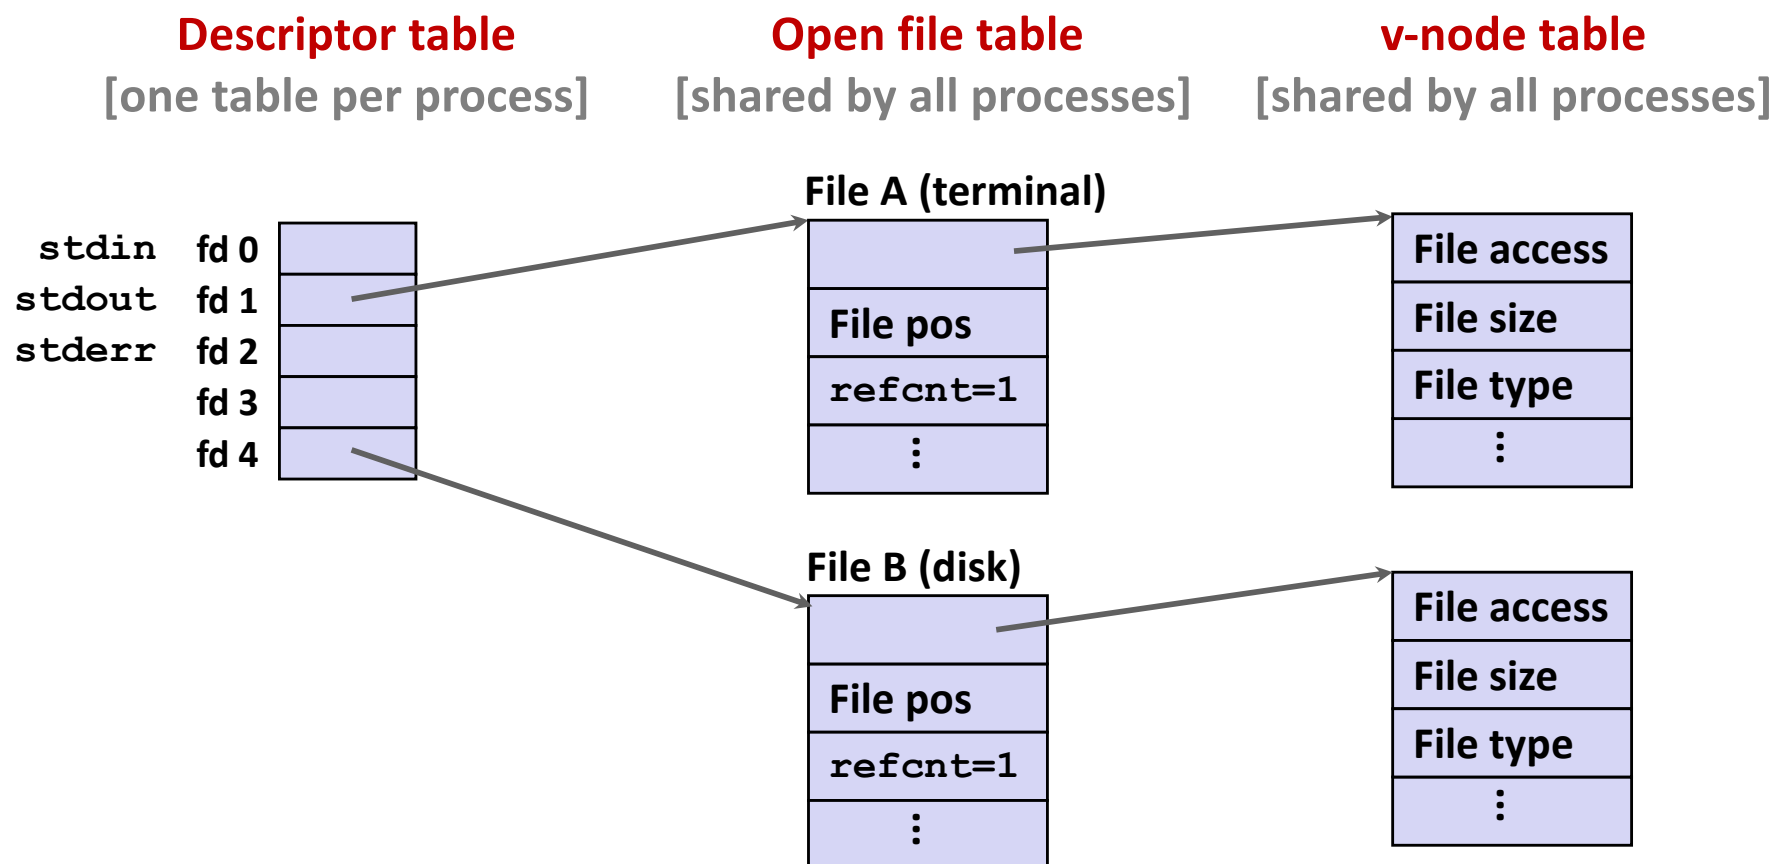 Descriptor table
[one table per process]
Open file table
[shared by all processes]
v-node table
[shared by all processes]
stdin fd 0
stdout fd 1
stderr fd 2
fd 3
fd 4
File A (terminal)
File pos
refcnt=1
⋮
File access
File size
File type
⋮
File B (disk)
File pos
refcnt=1
⋮
File access
File size
File type
⋮